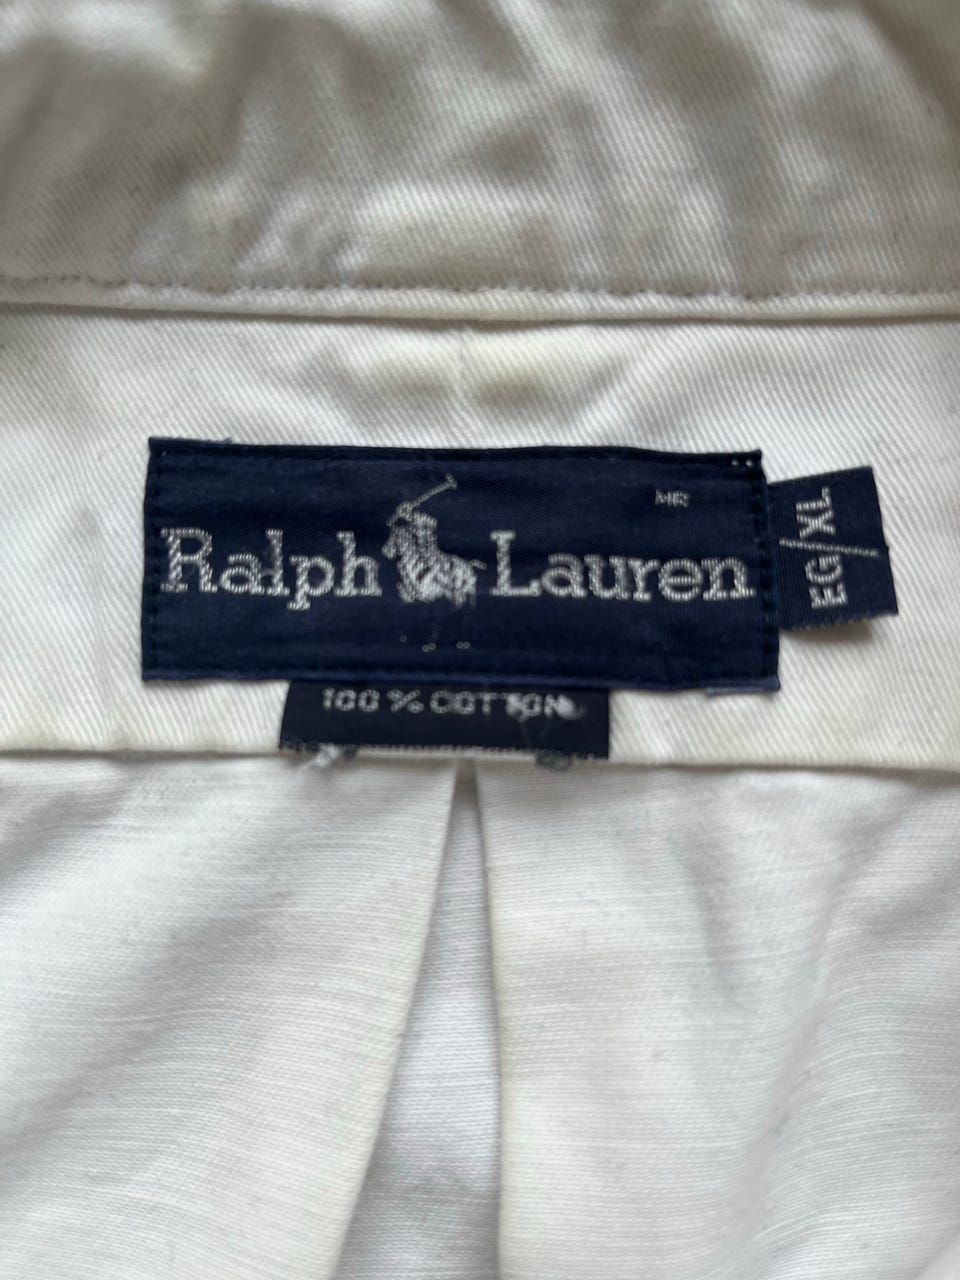 MR
Ralph Lauren
EG/XL
100% COTTON